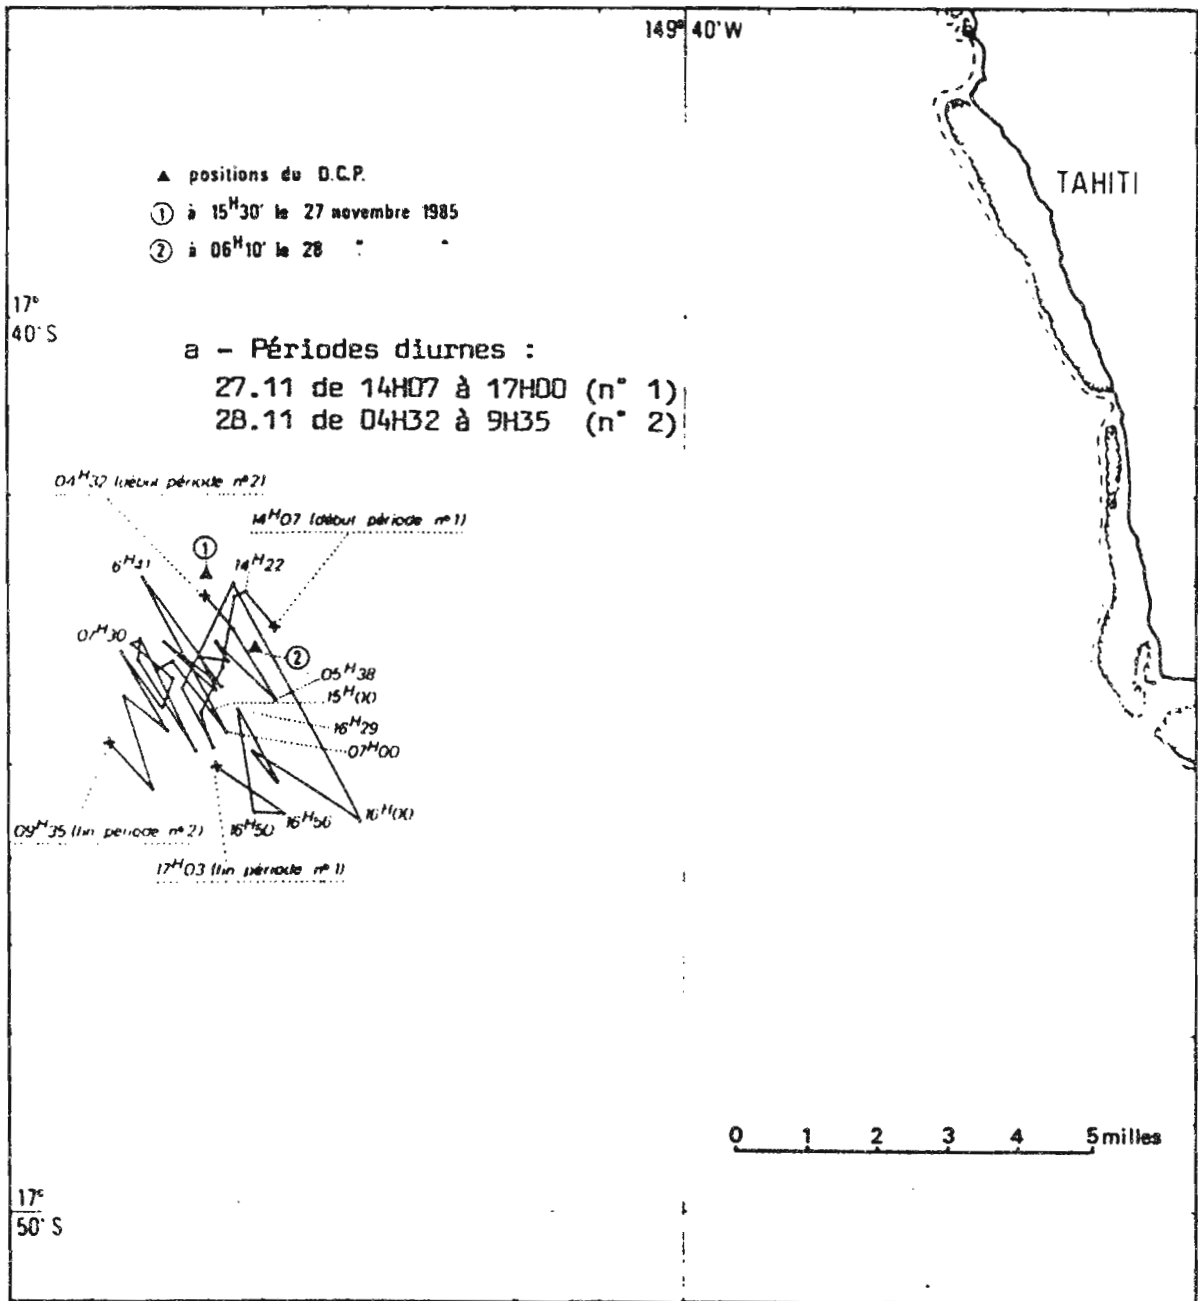 149° 40' W
▲ positions du D.C.P.
① à 15H30' le 27 novembre 1985
② à 06H10' le 28 " "
TAHITI
17°
40' S
a - Périodes diurnes :
27.11 de 14H07 à 17H00 (n° 1)
28.11 de 04H32 à 9H35 (n° 2)
04H32 (début période n°2)
14H07 (début période n°1)
①
6H41
14H22
07H30
②
05H38
15H00
16H29
07H00
09H35 (fin période n°2)
16H50
16H56
16H00
17H03 (fin période n°1)
0 1 2 3 4 5 milles
17°
50' S